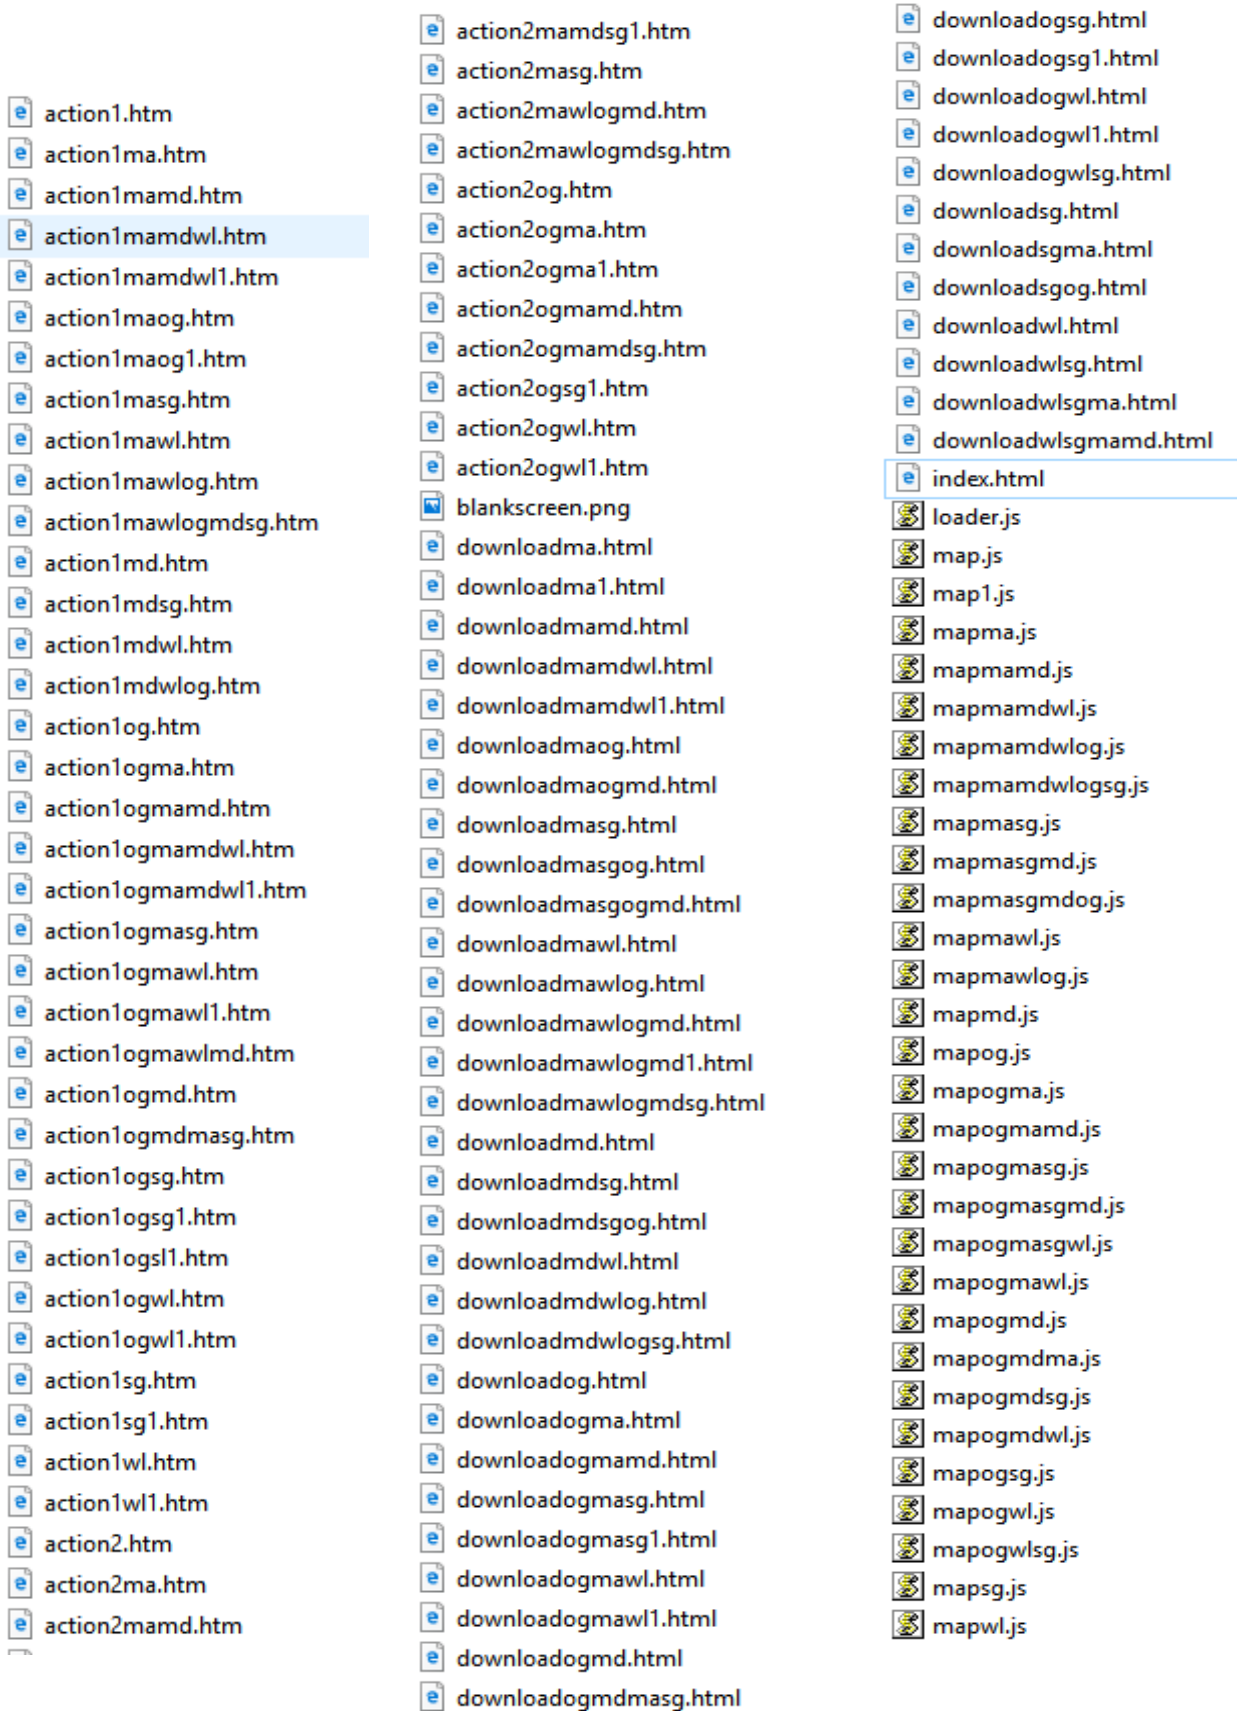 action1.htm
action1ma.htm
action1mamd.htm
action1mamdwl.htm
action1mamdwl1.htm
action1maog.htm
action1maog1.htm
action1masg.htm
action1mawl.htm
action1mawlog.htm
action1mawlogmdsg.htm
action1md.htm
action1mdsg.htm
action1mdwl.htm
action1mdwlog.htm
action1og.htm
action1ogma.htm
action1ogmamd.htm
action1ogmamdwl.htm
action1ogmamdwl1.htm
action1ogmasg.htm
action1ogmawl.htm
action1ogmawl1.htm
action1ogmawlmd.htm
action1ogmd.htm
action1ogmdmasg.htm
action1ogsg.htm
action1ogsg1.htm
action1ogsl1.htm
action1ogwl.htm
action1ogwl1.htm
action1sg.htm
action1sg1.htm
action1wl.htm
action1wl1.htm
action2.htm
action2ma.htm
action2mamd.htm
action2mamdsg1.htm
action2masg.htm
action2mawlogmd.htm
action2mawlogmdsg.htm
action2og.htm
action2ogma.htm
action2ogma1.htm
action2ogmamd.htm
action2ogmamdsg.htm
action2ogsg1.htm
action2ogwl.htm
action2ogwl1.htm
blankscreen.png
downloadma.html
downloadma1.html
downloadmamd.html
downloadmamdwl.html
downloadmamdwl1.html
downloadmaog.html
downloadmaogmd.html
downloadmasg.html
downloadmasgog.html
downloadmasgogmd.html
downloadmawl.html
downloadmawlog.html
downloadmawlogmd.html
downloadmawlogmd1.html
downloadmawlogmdsg.html
downloadmd.html
downloadmdsg.html
downloadmdsgog.html
downloadmdwl.html
downloadmdwlog.html
downloadmdwlogsg.html
downloadog.html
downloadogma.html
downloadogmamd.html
downloadogmasg.html
downloadogmasg1.html
downloadogmawl.html
downloadogmawl1.html
downloadogmd.html
downloadogmdmasg.html
downloadogsg.html
downloadogsg1.html
downloadogwl.html
downloadogwl1.html
downloadogwlsg.html
downloadsg.html
downloadsgma.html
downloadsgog.html
downloadwl.html
downloadwlsg.html
downloadwlsgma.html
downloadwlsgmamd.html
index.html
loader.js
map.js
map1.js
mapma.js
mapmamd.js
mapmamdwl.js
mapmamdwlog.js
mapmamdwlogsg.js
mapmasg.js
mapmasgmd.js
mapmasgmdog.js
mapmawl.js
mapmawlog.js
mapmd.js
mapog.js
mapogma.js
mapogmamd.js
mapogmasg.js
mapogmasgmd.js
mapogmasgwl.js
mapogmawl.js
mapogmd.js
mapogmdma.js
mapogmdsg.js
mapogmdwl.js
mapogsg.js
mapogwl.js
mapogwlsg.js
mapsg.js
mapwl.js